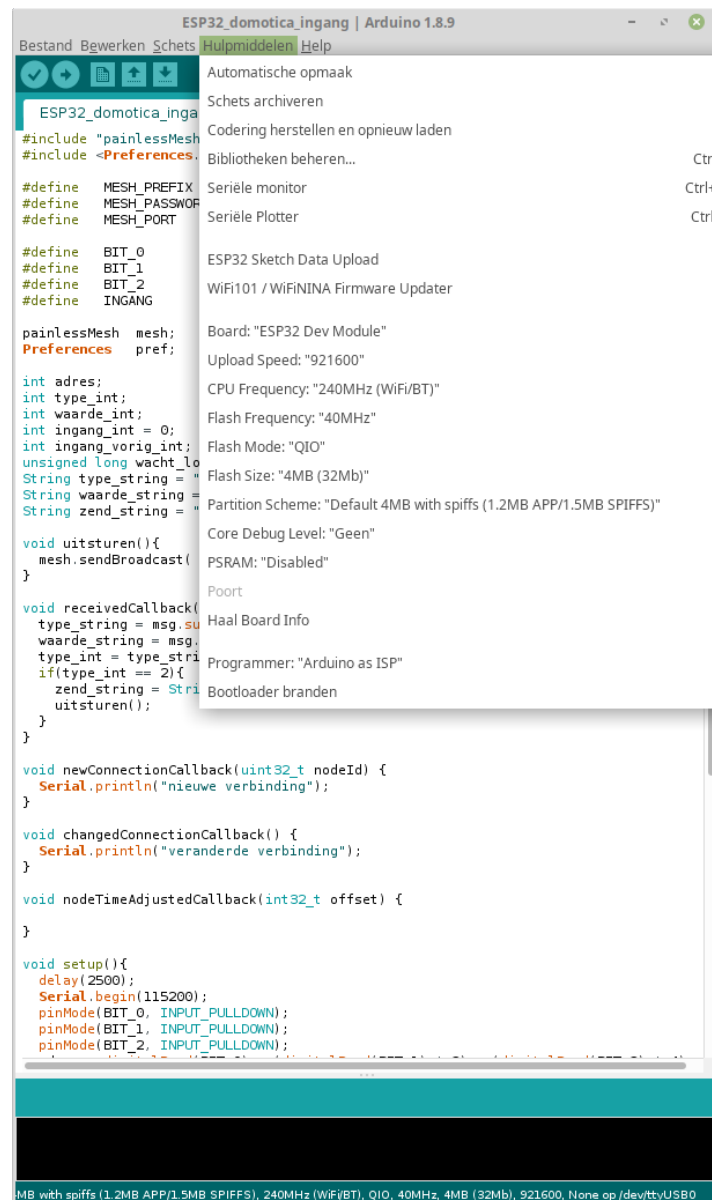 ESP32_domotica_ingang | Arduino 1.8.9
Bestand Bewerken Schets Hulpmiddelen Help
ESP32_domotica_inga
Automatische opmaak
Schets archiveren
Codering herstellen en opnieuw laden
Bibliotheken beheren... Ctr
Seriële monitor Ctrl+
Seriële Plotter Ctrl
ESP32 Sketch Data Upload
WiFi101 / WiFiNINA Firmware Updater
Board: "ESP32 Dev Module"
Upload Speed: "921600"
CPU Frequency: "240MHz (WiFi/BT)"
Flash Frequency: "40MHz"
Flash Mode: "QIO"
Flash Size: "4MB (32Mb)"
Partition Scheme: "Default 4MB with spiffs (1.2MB APP/1.5MB SPIFFS)"
Core Debug Level: "Geen"
PSRAM: "Disabled"
Poort
Haal Board Info
Programmer: "Arduino as ISP"
Bootloader branden
#include "painlessMesh
#include <Preferences.
#define MESH_PREFIX
#define MESH_PASSWOR
#define MESH_PORT
#define BIT_0
#define BIT_1
#define BIT_2
#define INGANG
painlessMesh mesh;
Preferences pref;
int adres;
int type_int;
int waarde_int;
int ingang_int = 0;
int ingang_vorig_int;
unsigned long wacht_lo
String type_string = "
String waarde_string =
String zend_string = "
void uitsturen(){
mesh.sendBroadcast(
}
void receivedCallback(
type_string = msg.su
waarde_string = msg.
type_int = type_stri
if(type_int == 2){
zend_string = Stri
uitsturen();
}
}
void newConnectionCallback(uint32_t nodeId) {
Serial.println("nieuwe verbinding");
}
void changedConnectionCallback() {
Serial.println("veranderde verbinding");
}
void nodeTimeAdjustedCallback(int32_t offset) {
}
void setup(){
delay(2500);
Serial.begin(115200);
pinMode(BIT_0, INPUT_PULLDOWN);
pinMode(BIT_1, INPUT_PULLDOWN);
pinMode(BIT_2, INPUT_PULLDOWN);
MB with spiffs (1.2MB APP/1.5MB SPIFFS), 240MHz (WiFi/BT), QIO, 40MHz, 4MB (32Mb), 921600, None op /dev/ttyUSB0